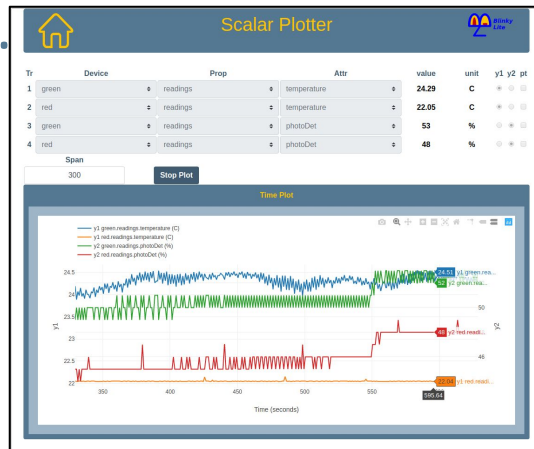 Scalar Plotter
Blinky
Lite
Tr Device Prop Attr value unit y1 y2 pt
1 green readings temperature 24.29 C
2 red readings temperature 22.05 C
3 green readings photoDet 53 %
4 red readings photoDet 48 %
Span
300 Stop Plot
Time Plot
y1 green.readings.temperature (C)
y1 red.readings.temperature (C)
y2 green.readings.photoDet (%)
y2 red.readings.photoDet (%)
24.5
24
23.5
23
22.5
22
y1
50
46
y2
24.51 y1 green.rea...
52 y2 green.rea...
48 y2 red.readi...
22.04 y1 red.readi...
350 400 450 500 550
595.64
Time (seconds)